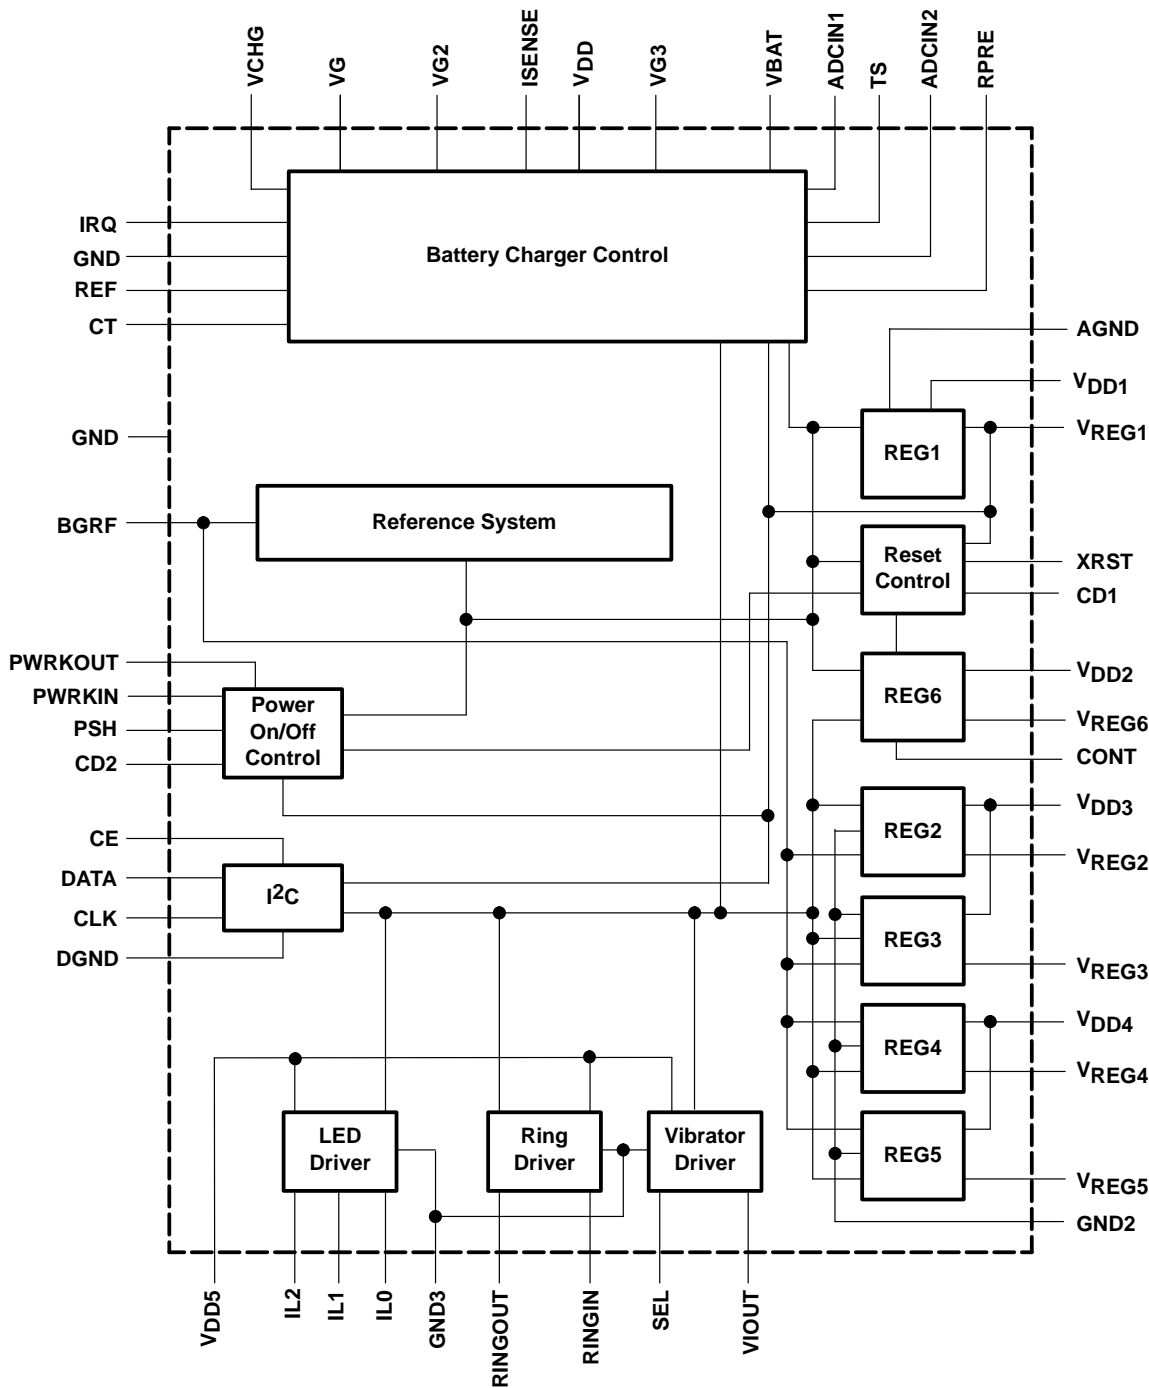 VCHG
VG
VG2
ISENSE
VDD
VG3
VBAT
ADCIN1
TS
ADCIN2
RPRE
IRQ
GND
REF
CT
Battery Charger Control
AGND
VDD1
VREG1
GND
REG1
BGRF
Reference System
Reset
Control
XRST
CD1
PWRKOUT
PWRKIN
PSH
CD2
Power
On/Off
Control
REG6
VDD2
VREG6
CONT
CE
DATA
CLK
DGND
I2C
REG2
VDD3
VREG2
REG3
VREG3
REG4
VDD4
VREG4
LED
Driver
Ring
Driver
Vibrator
Driver
REG5
VREG5
GND2
VDD5
IL2
IL1
IL0
GND3
RINGOUT
RINGIN
SEL
VIOUT